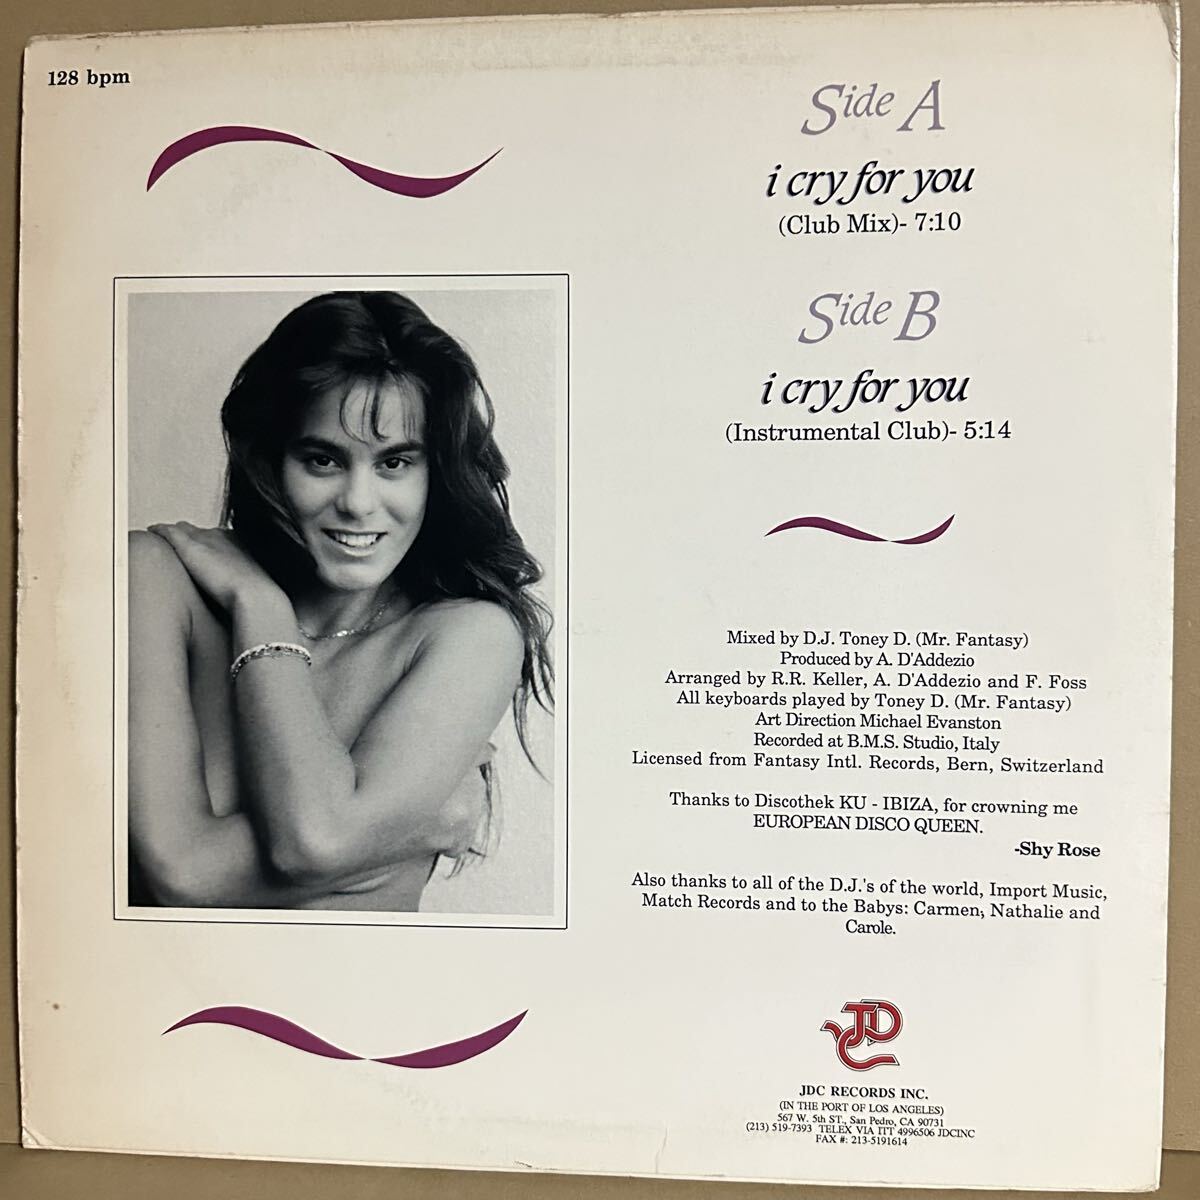 128 bpm
Side A
i cry for you
(Club Mix)- 7:10
Side B
i cry for you
(Instrumental Club)- 5:14
Mixed by D.J. Toney D. (Mr. Fantasy)
Produced by A. D'Addezio
Arranged by R.R. Keller, A. D'Addezio and F. Foss
All keyboards played by Toney D. (Mr. Fantasy)
Art Direction Michael Evanston
Recorded at B.M.S. Studio, Italy
Licensed from Fantasy Intl. Records, Bern, Switzerland
Thanks to Discothek KU - IBIZA, for crowning me
EUROPEAN DISCO QUEEN.
-Shy Rose
Also thanks to all of the D.J.'s of the world, Import Music,
Match Records and to the Babys: Carmen, Nathalie and
Carole.
JDC
JDC RECORDS INC.
(IN THE PORT OF LOS ANGELES)
567 W. 5th ST., San Pedro, CA 90731
(213) 519-7393 TELEX VIA ITT 4996506 JDCINC
FAX #: 213-5191614